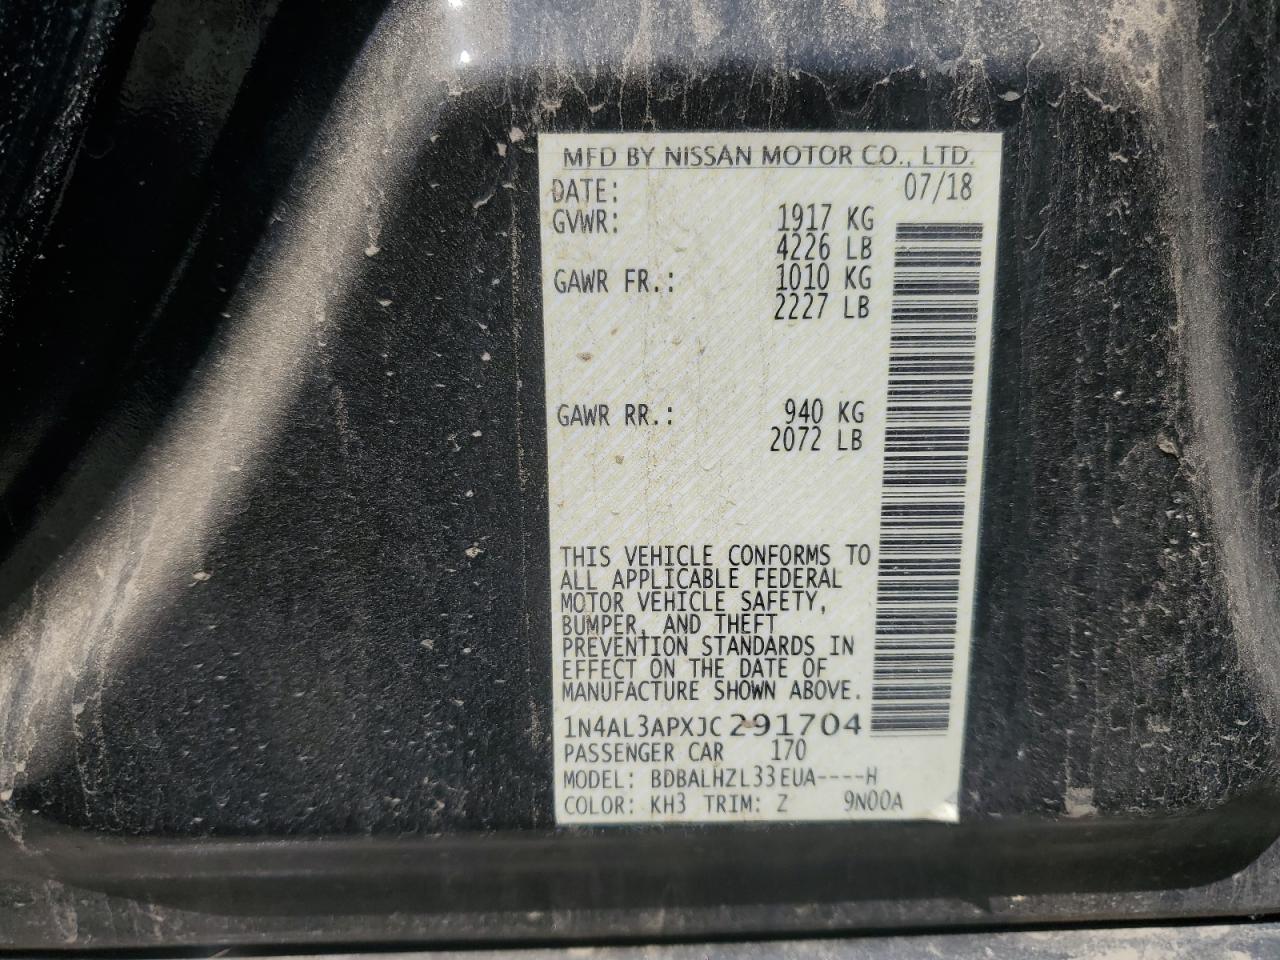 MFD BY NISSAN MOTOR CO., LTD.
DATE: 07/18
GVWR: 1917 KG
4226 LB
GAWR FR.: 1010 KG
2227 LB
GAWR RR.: 940 KG
2072 LB
THIS VEHICLE CONFORMS TO
ALL APPLICABLE FEDERAL
MOTOR VEHICLE SAFETY,
BUMPER, AND THEFT
PREVENTION STANDARDS IN
EFFECT ON THE DATE OF
MANUFACTURE SHOWN ABOVE.
1N4AL3APXJC291704
PASSENGER CAR 170
MODEL: BDBALHZL33EUA----H
COLOR: KH3 TRIM: Z 9N00A